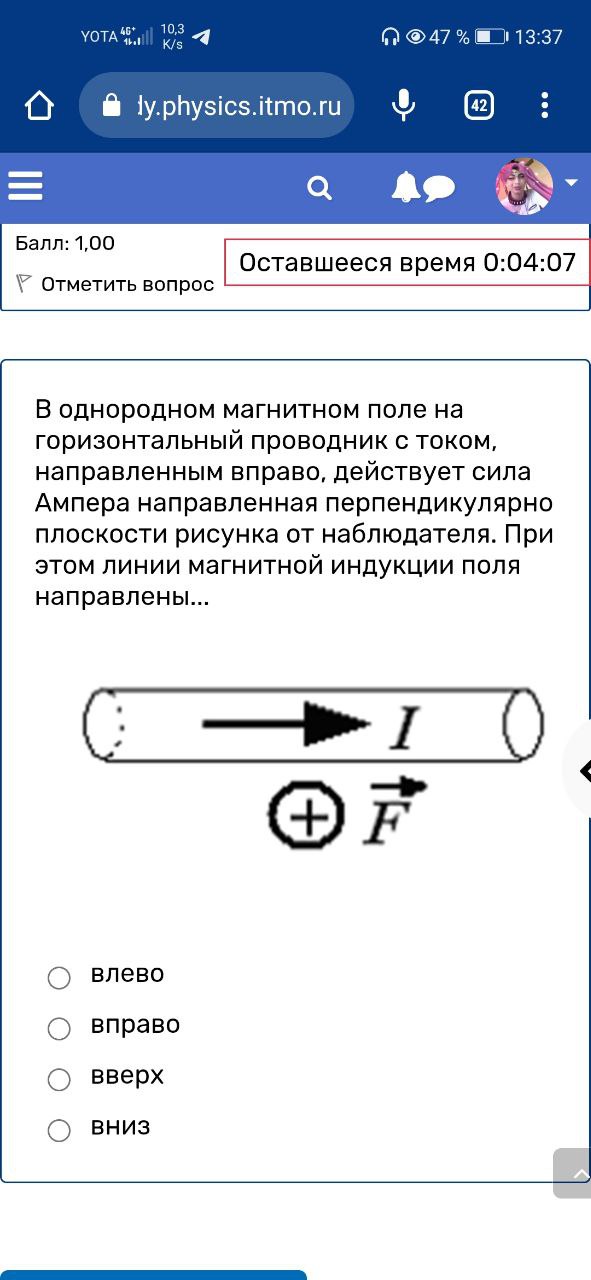 YOTA 4G+ 10,3 K/s 47 % 13:37
ly.physics.itmo.ru 42
Балл: 1,00
Оставшееся время 0:04:07
Отметить вопрос
В однородном магнитном поле на
горизонтальный проводник с током,
направленным вправо, действует сила
Ампера направленная перпендикулярно
плоскости рисунка от наблюдателя. При
этом линии магнитной индукции поля
направлены...
I
F
влево
вправо
вверх
вниз